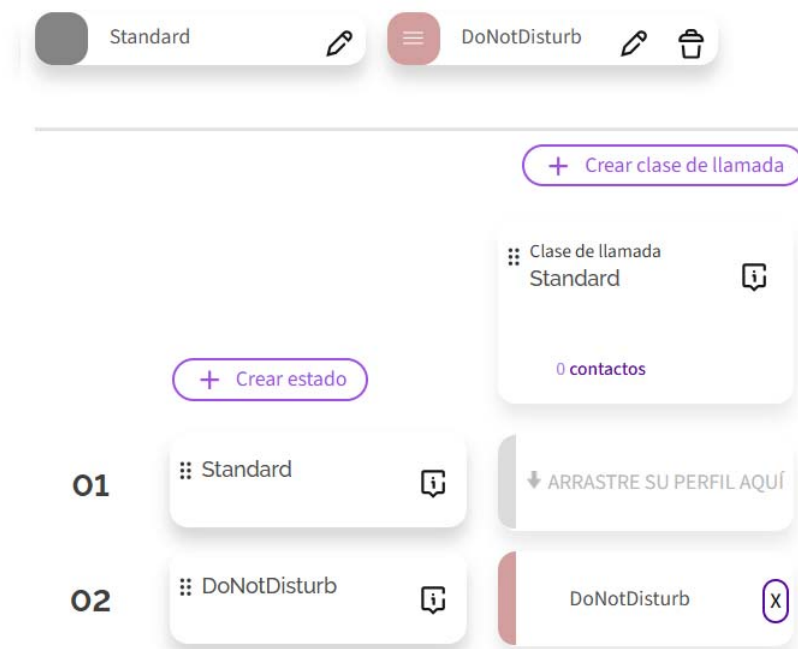 Standard
DoNotDisturb
+ Crear clase de llamada
Clase de llamada
Standard
0 contactos
+ Crear estado
01
Standard
ARRASTRE SU PERFIL AQUÍ
02
DoNotDisturb
DoNotDisturb
X